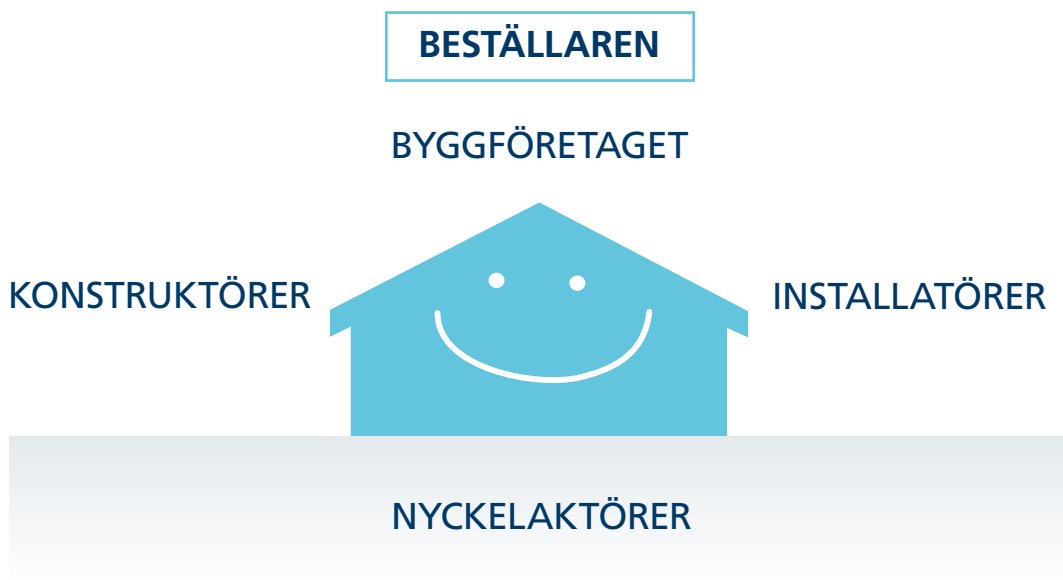 BESTÄLLAREN
BYGGFÖRETAGET
KONSTRUKTÖRER
INSTALLATÖRER
NYCKELAKTÖRER